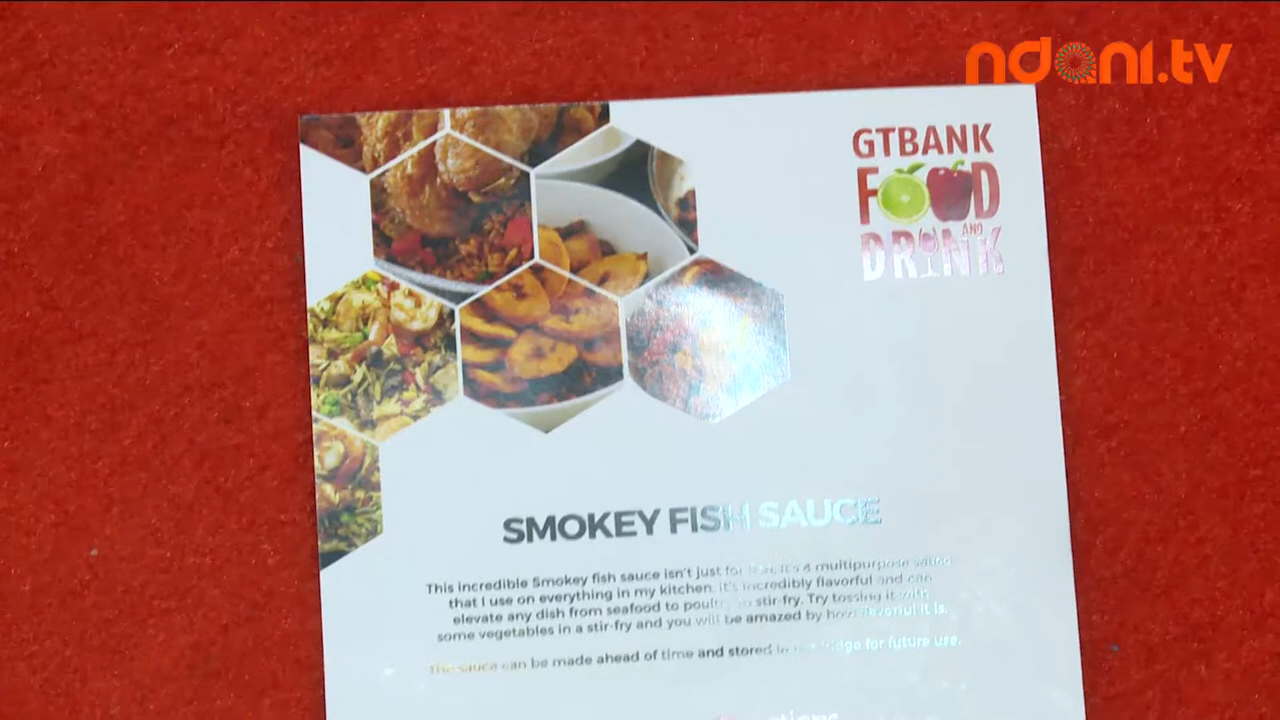 ndani.tv
GTBANK
FOOD
AND
DRINK
SMOKEY FISH SAUCE
This incredible Smokey fish sauce isn't just for fish, it's a multipurpose sauce
that I use on everything in my kitchen. It's incredibly flavorful and can
elevate any dish from seafood to poultry to stir-fry. Try tossing it with
some vegetables in a stir-fry and you will be amazed by how flavorful it is.
The sauce can be made ahead of time and stored in the fridge for future use.